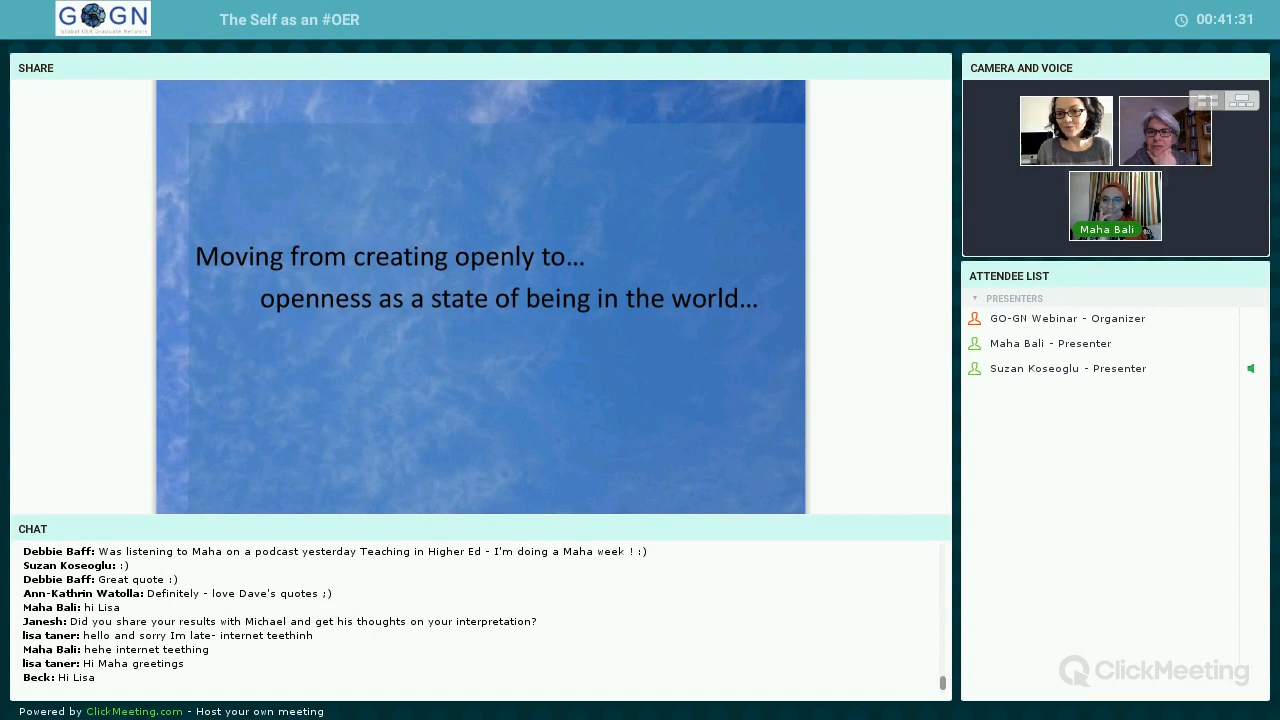 GOGN
Global OER Graduate Network
The Self as an #OER
00:41:31
SHARE
Moving from creating openly to...
openness as a state of being in the world...
CHAT
Debbie Baff: Was listening to Maha on a podcast yesterday Teaching in Higher Ed - I'm doing a Maha week ! :)
Suzan Koseoglu: :)
Debbie Baff: Great quote :)
Ann-Kathrin Watolla: Definitely - love Dave's quotes ;)
Maha Bali: hi Lisa
Janesh: Did you share your results with Michael and get his thoughts on your interpretation?
lisa taner: hello and sorry Im late- internet teethinh
Maha Bali: hehe internet teething
lisa taner: Hi Maha greetings
Beck: Hi Lisa
CAMERA AND VOICE
Maha Bali
ATTENDEE LIST
PRESENTERS
GO-GN Webinar - Organizer
Maha Bali - Presenter
Suzan Koseoglu - Presenter
ClickMeeting
Powered by ClickMeeting.com - Host your own meeting